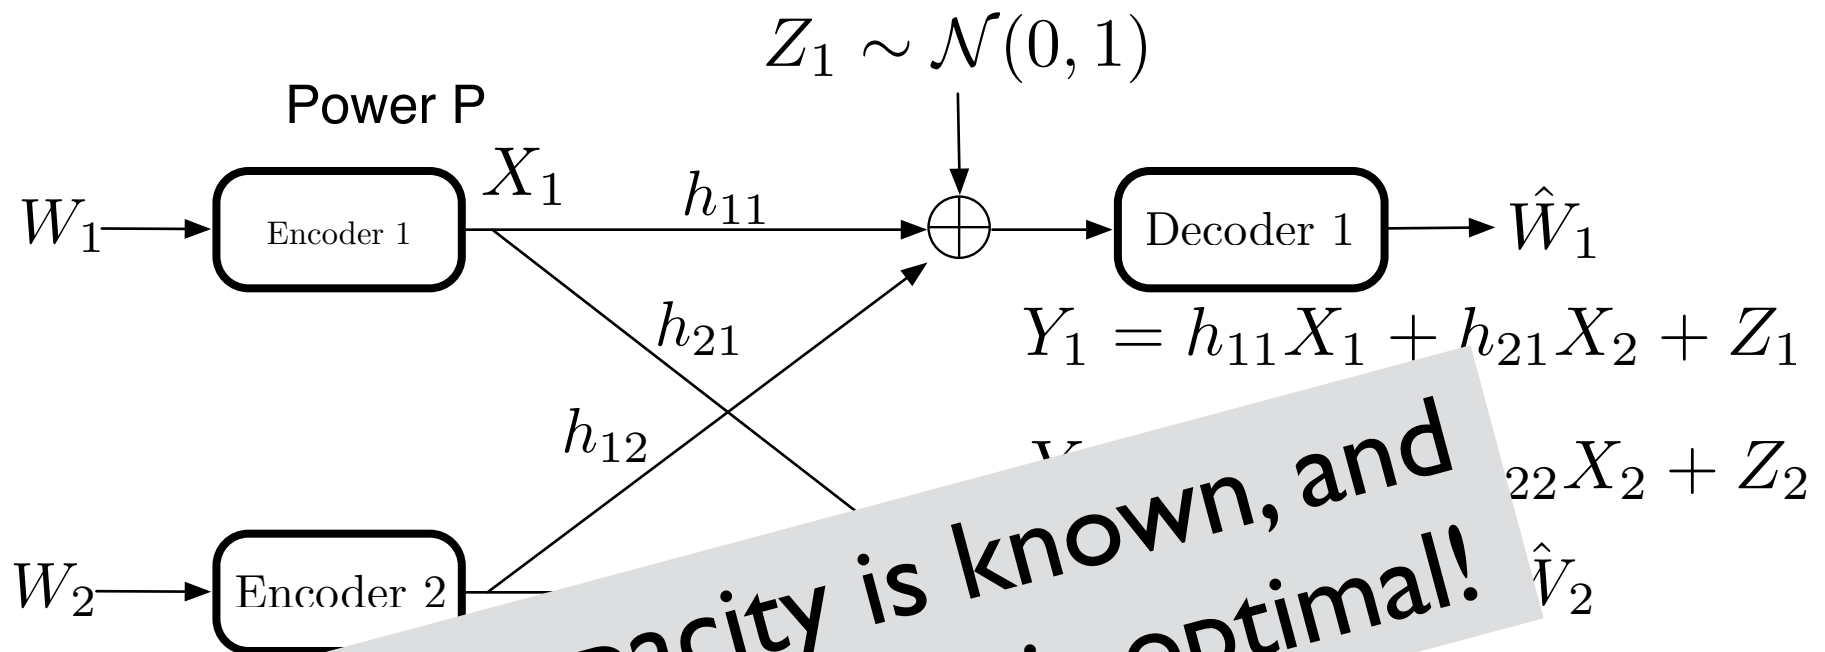 Z₁ ∼ 𝒩(0, 1)
Power P
X₁
h₁₁
W₁
Encoder 1
Decoder 1
Ŵ₁
h₂₁
Y₁ = h₁₁X₁ + h₂₁X₂ + Z₁
h₁₂
₂₂X₂ + Z₂
is known, and
optimal!
W₂
Encoder 2
Ŵ₂